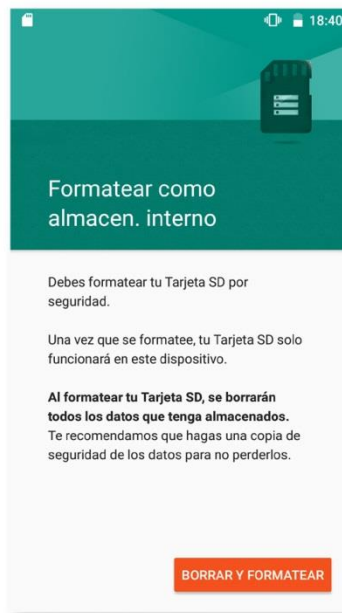 18:40
Formatear como
almacen. interno
Debes formatear tu Tarjeta SD por
seguridad.
Una vez que se formatee, tu Tarjeta SD solo
funcionará en este dispositivo.
Al formatear tu Tarjeta SD, se borrarán
todos los datos que tenga almacenados.
Te recomendamos que hagas una copia de
seguridad de los datos para no perderlos.
BORRAR Y FORMATEAR